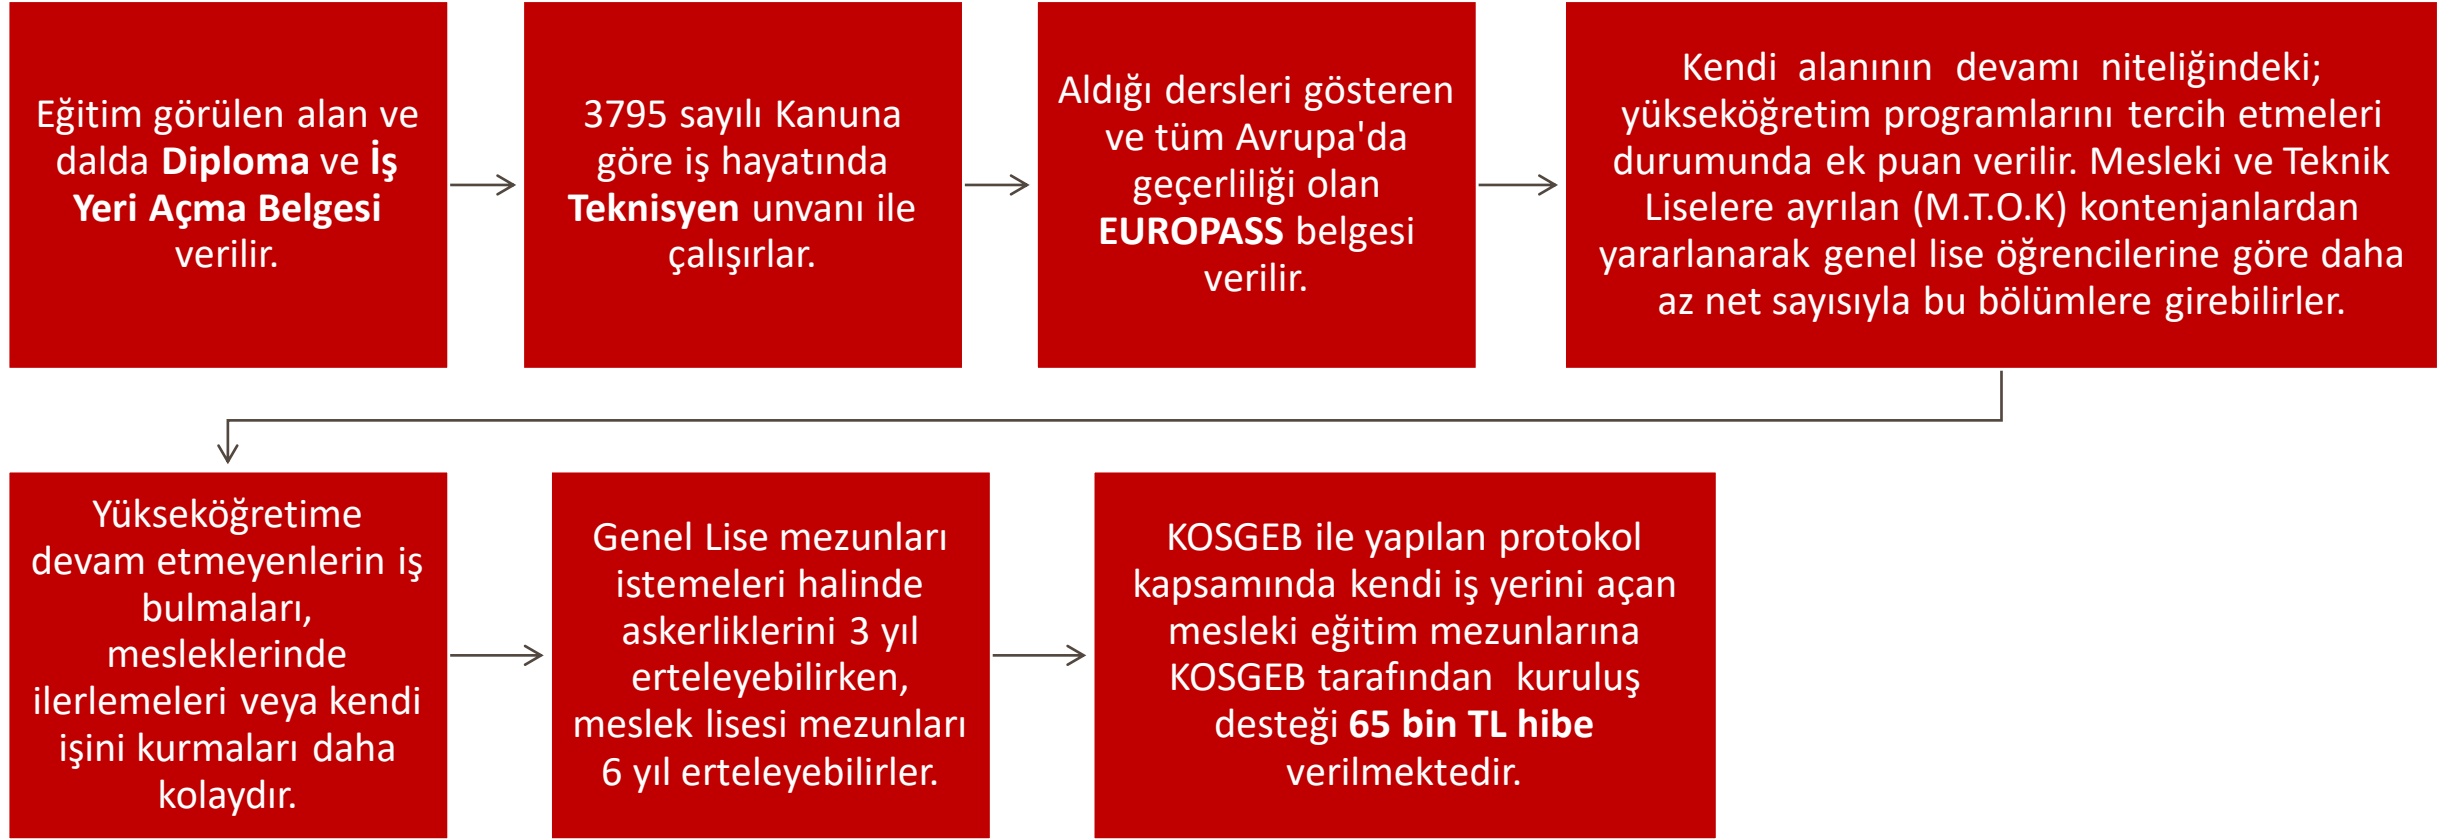 Eğitim görülen alan ve
dalda Diploma ve İş
Yeri Açma Belgesi
verilir.
3795 sayılı Kanuna
göre iş hayatında
Teknisyen unvanı ile
çalışırlar.
Aldığı dersleri gösteren
ve tüm Avrupa'da
geçerliliği olan
EUROPASS belgesi
verilir.
Kendi alanının devamı niteliğindeki;
yükseköğretim programlarını tercih etmeleri
durumunda ek puan verilir. Mesleki ve Teknik
Liselere ayrılan (M.T.O.K) kontenjanlardan
yararlanarak genel lise öğrencilerine göre daha
az net sayısıyla bu bölümlere girebilirler.
Yükseköğretime
devam etmeyenlerin iş
bulmaları,
mesleklerinde
ilerlemeleri veya kendi
işini kurmaları daha
kolaydır.
Genel Lise mezunları
istemeleri halinde
askerliklerini 3 yıl
erteleyebilirken,
meslek lisesi mezunları
6 yıl erteleyebilirler.
KOSGEB ile yapılan protokol
kapsamında kendi iş yerini açan
mesleki eğitim mezunlarına
KOSGEB tarafından kuruluş
desteği 65 bin TL hibe
verilmektedir.